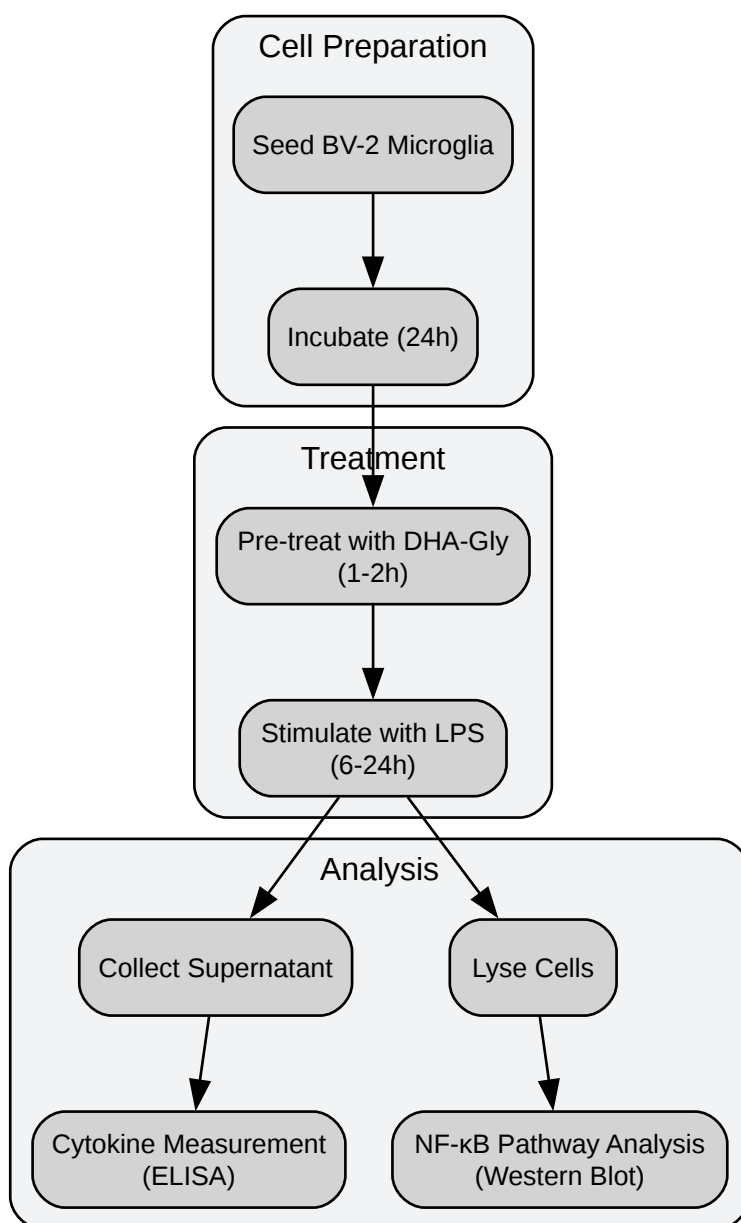 Cell Preparation
Seed BV-2 Microglia
Incubate (24h)
Treatment
Pre-treat with DHA-Gly
(1-2h)
Stimulate with LPS
(6-24h)
Analysis
Collect Supernatant
Lyse Cells
Cytokine Measurement
(ELISA)
NF-κB Pathway Analysis
(Western Blot)